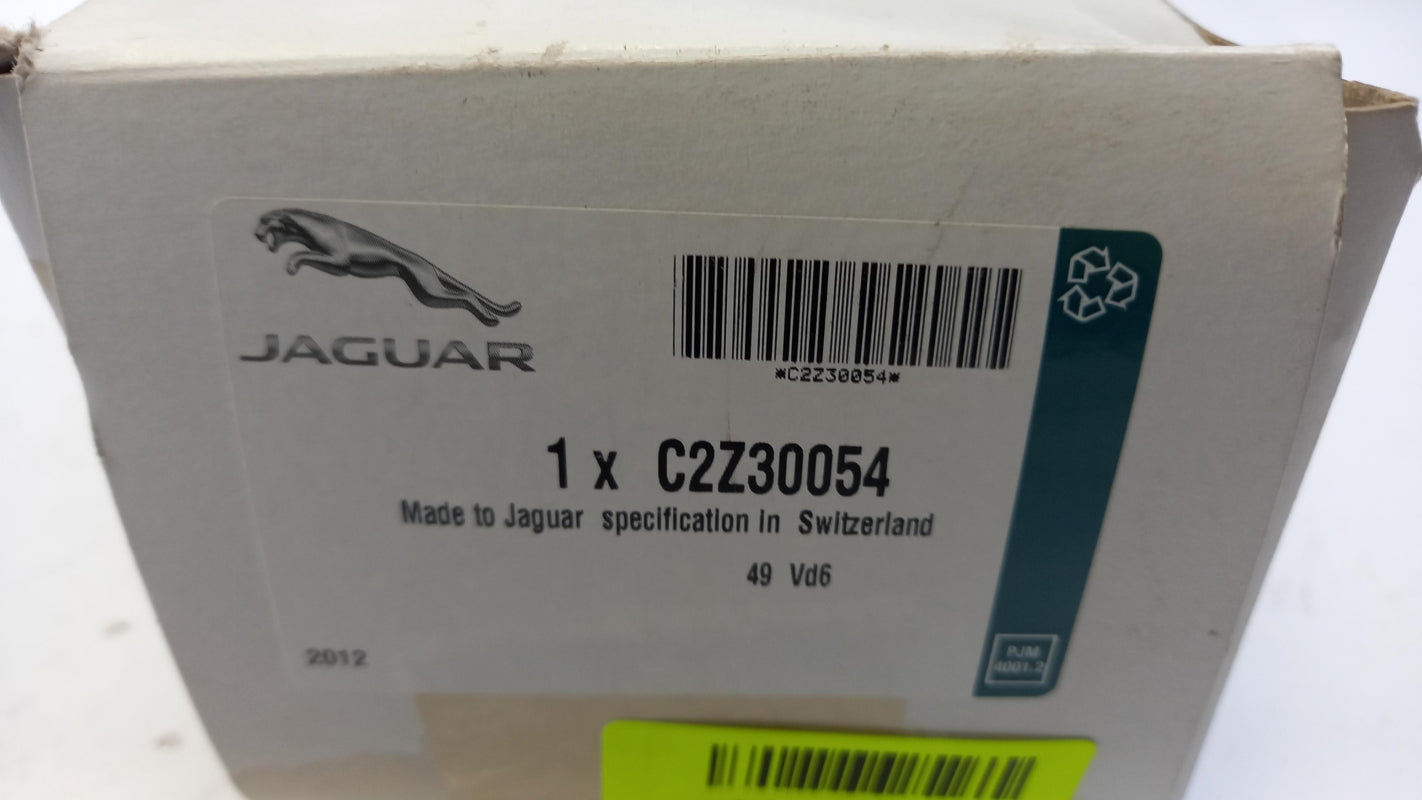 JAGUAR
*C2Z30054*
1 x C2Z30054
Made to Jaguar specification in Switzerland
49 Vd6
2012
PJM
4001.2